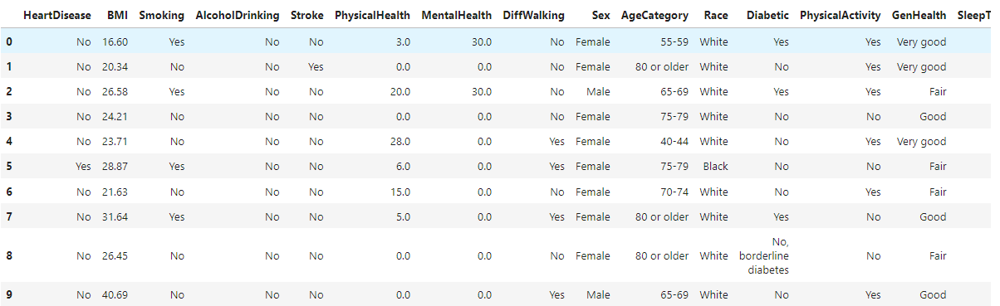 HeartDisease BMI Smoking AlcoholDrinking Stroke PhysicalHealth MentalHealth DiffWalking Sex AgeCategory Race Diabetic PhysicalActivity GenHealth SleepT
0 No 16.60 Yes No No 3.0 30.0 No Female 55-59 White Yes Yes Very good
1 No 20.34 No No Yes 0.0 0.0 No Female 80 or older White No Yes Very good
2 No 26.58 Yes No No 20.0 30.0 No Male 65-69 White Yes Yes Fair
3 No 24.21 No No No 0.0 0.0 No Female 75-79 White No No Good
4 No 23.71 No No No 28.0 0.0 Yes Female 40-44 White No Yes Very good
5 Yes 28.87 Yes No No 6.0 0.0 Yes Female 75-79 Black No No Fair
6 No 21.63 No No No 15.0 0.0 No Female 70-74 White No Yes Fair
7 No 31.64 Yes No No 5.0 0.0 Yes Female 80 or older White Yes No Good
No,
8 No 26.45 No No No 0.0 0.0 No Female 80 or older White borderline No Fair
diabetes
9 No 40.69 No No No 0.0 0.0 Yes Male 65-69 White No Yes Good